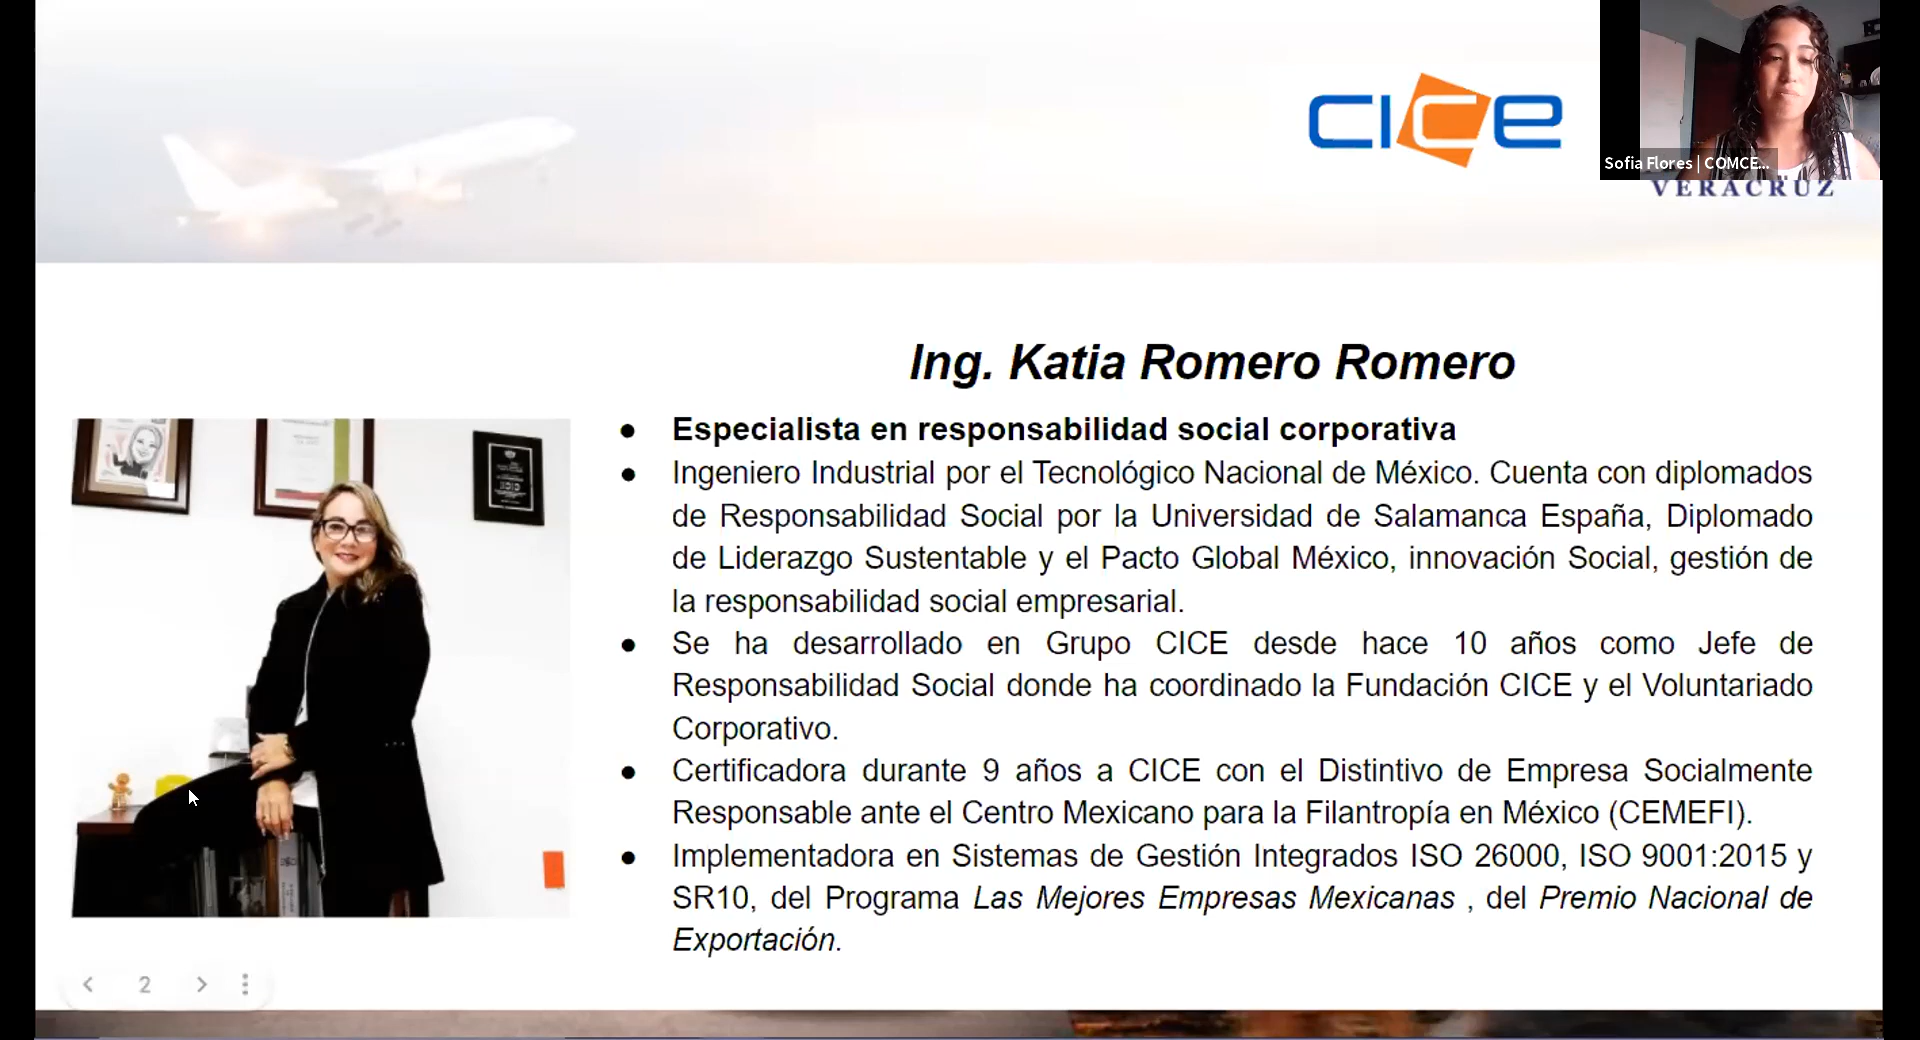 cice
Sofia Flores | COMCE...
VERACRUZ
Ing. Katia Romero Romero
● Especialista en responsabilidad social corporativa
● Ingeniero Industrial por el Tecnológico Nacional de México. Cuenta con diplomados
de Responsabilidad Social por la Universidad de Salamanca España, Diplomado
de Liderazgo Sustentable y el Pacto Global México, innovación Social, gestión de
la responsabilidad social empresarial.
● Se ha desarrollado en Grupo CICE desde hace 10 años como Jefe de
Responsabilidad Social donde ha coordinado la Fundación CICE y el Voluntariado
Corporativo.
● Certificadora durante 9 años a CICE con el Distintivo de Empresa Socialmente
Responsable ante el Centro Mexicano para la Filantropía en México (CEMEFI).
● Implementadora en Sistemas de Gestión Integrados ISO 26000, ISO 9001:2015 y
SR10, del Programa Las Mejores Empresas Mexicanas , del Premio Nacional de
Exportación.
2